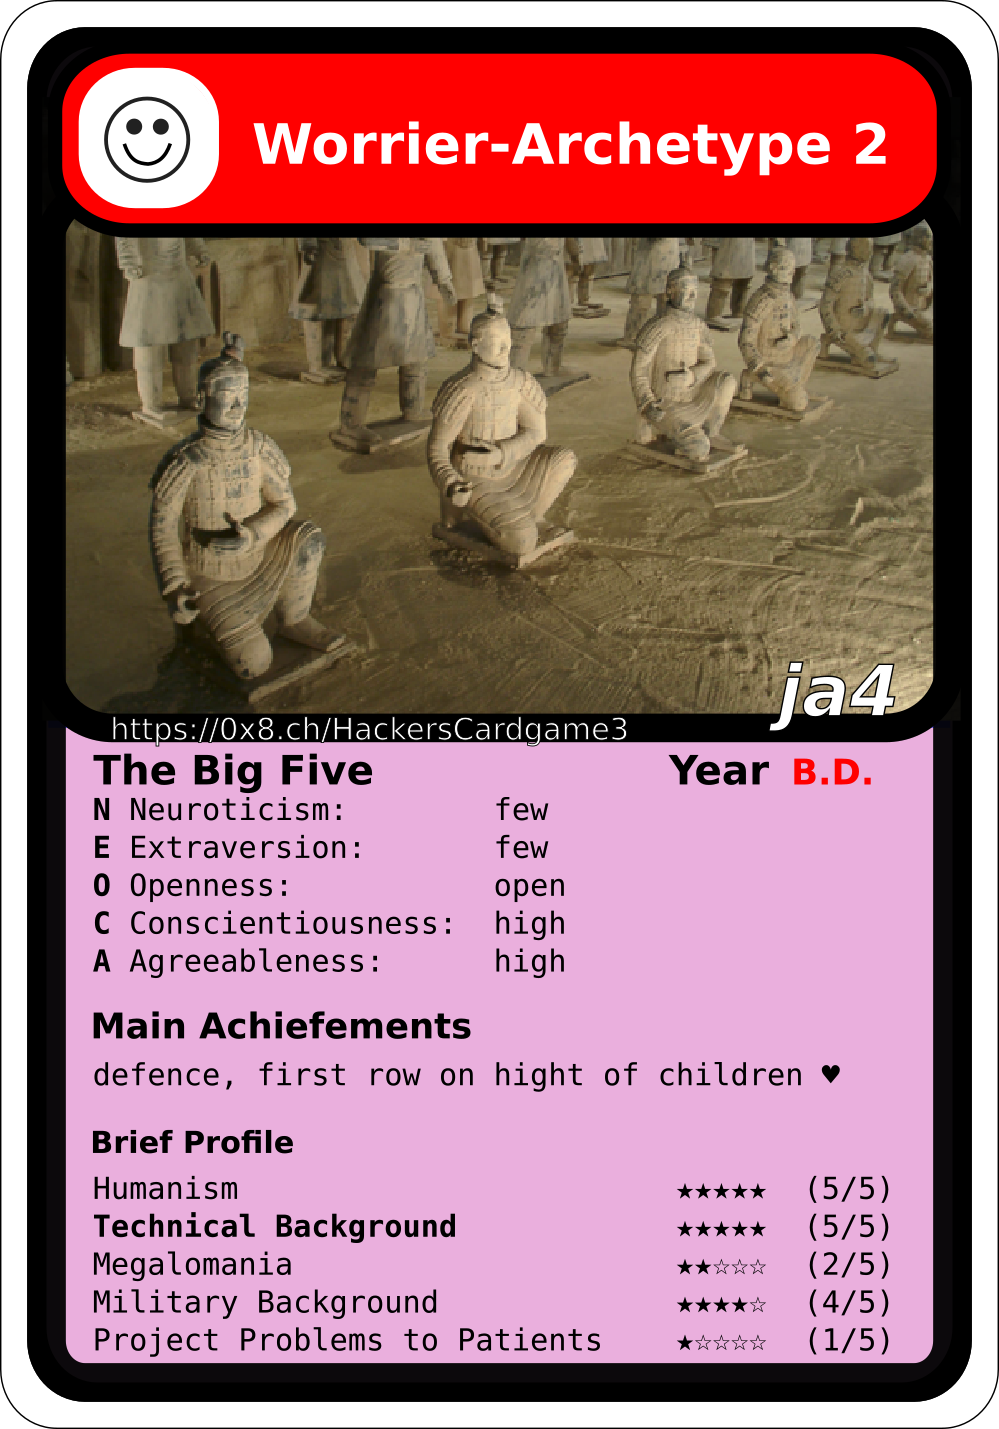 Worrier-Archetype 2
ja4
https://0x8.ch/HackersCardgame3
The Big Five Year B.D.
N Neuroticism: few
E Extraversion: few
O Openness: open
C Conscientiousness: high
A Agreeableness: high
Main Achiefements
defence, first row on hight of children ♥
Brief Profile
Humanism ★★★★★ (5/5)
Technical Background ★★★★★ (5/5)
Megalomania ★★☆☆☆ (2/5)
Military Background ★★★★☆ (4/5)
Project Problems to Patients ★☆☆☆☆ (1/5)